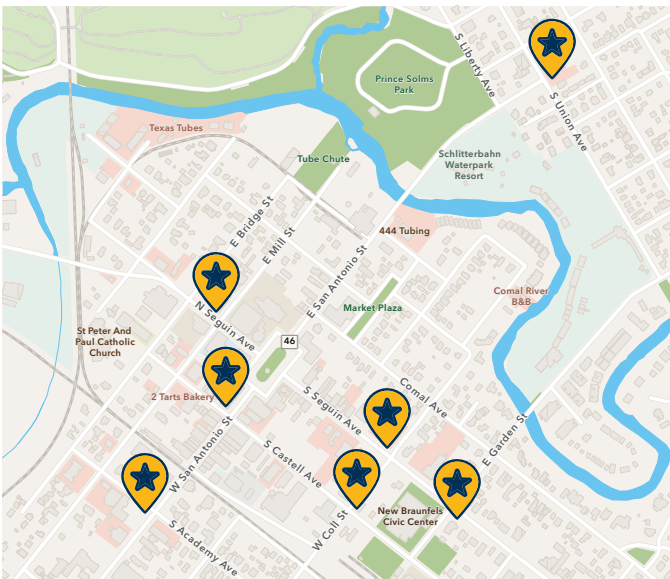 S Liberty Ave
Prince Solms
Park
S Union Ave
Texas Tubes
Tube Chute
Schlitterbahn
Waterpark
Resort
E Bridge St
E Mill St
444 Tubing
E San Antonio St
Comal River
B&B
N Seguin Ave
Market Plaza
St Peter And
Paul Catholic
Church
46
2 Tarts Bakery
S Seguin Ave
Comal Ave
W San Antonio St
S Castell Ave
E Garden St
New Braunfels
Civic Center
W Coll St
S Academy Ave